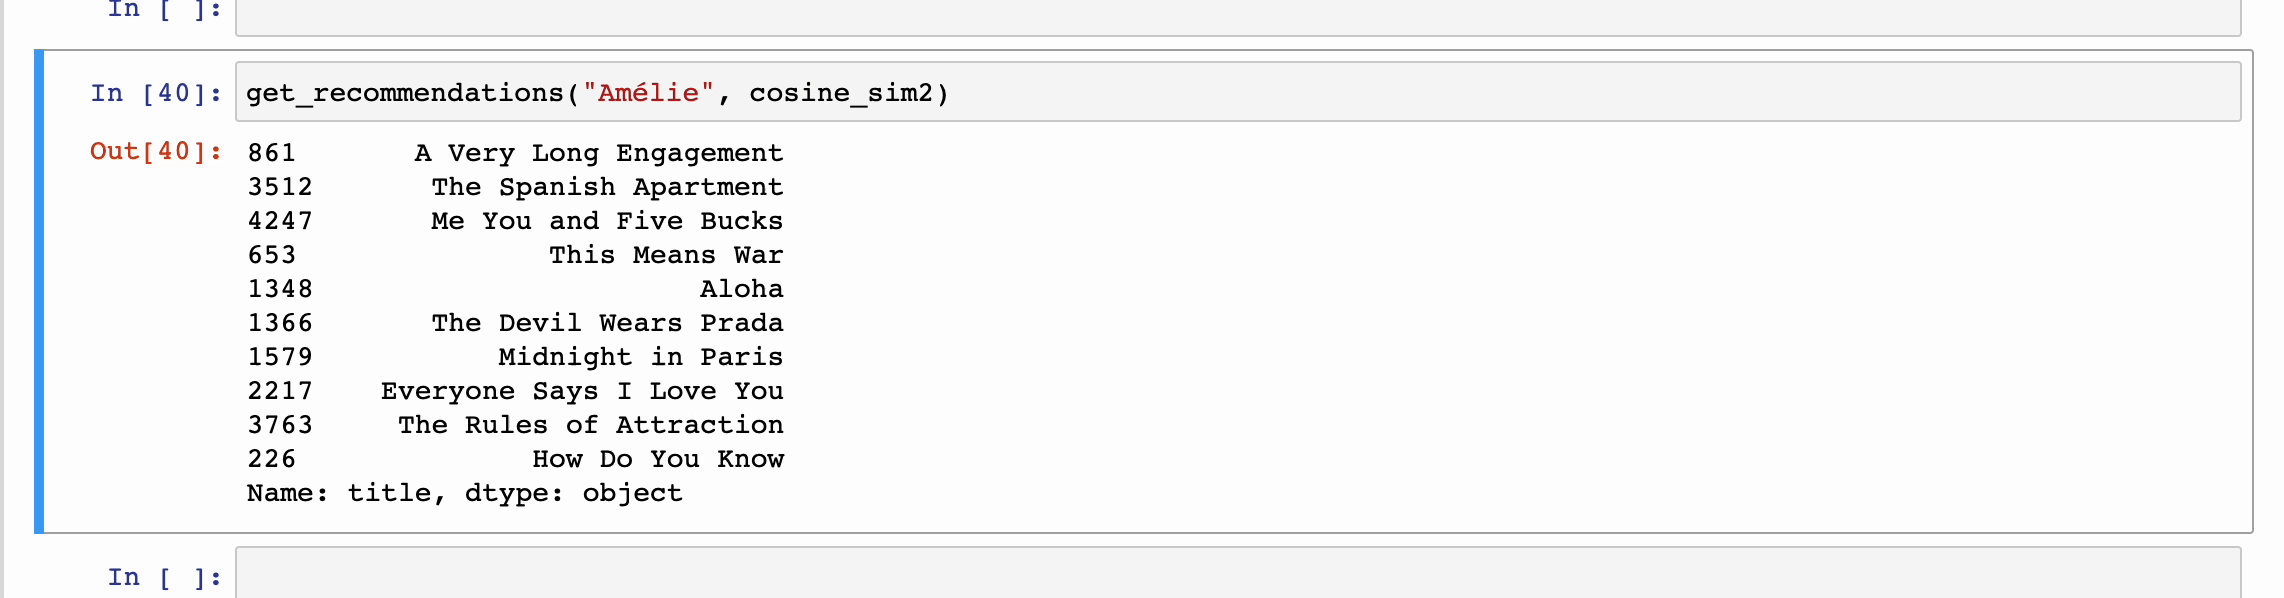 In [ ]:
In [40]: get_recommendations("Amélie", cosine_sim2)
Out[40]: 861 A Very Long Engagement
3512 The Spanish Apartment
4247 Me You and Five Bucks
653 This Means War
1348 Aloha
1366 The Devil Wears Prada
1579 Midnight in Paris
2217 Everyone Says I Love You
3763 The Rules of Attraction
226 How Do You Know
Name: title, dtype: object
In [ ]: